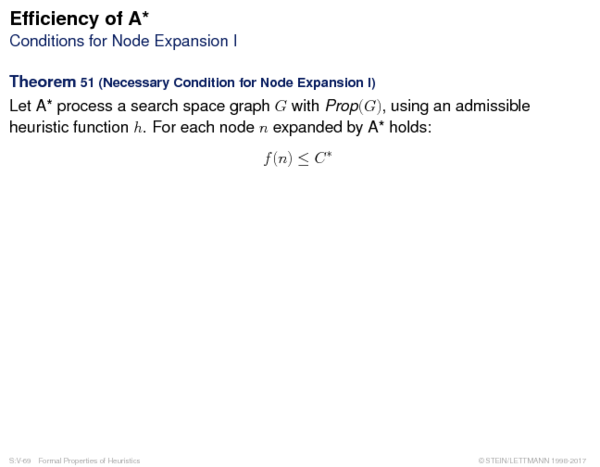 Efficiency of A*
Conditions for Node Expansion I
Theorem 51 (Necessary Condition for Node Expansion I)
Let A* process a search space graph G with Prop(G), using an admissible
heuristic function h. For each node n expanded by A* holds:
f(n) ≤ C*
S:V-69 Formal Properties of Heuristics
©STEIN/LETTMANN 1998-2017